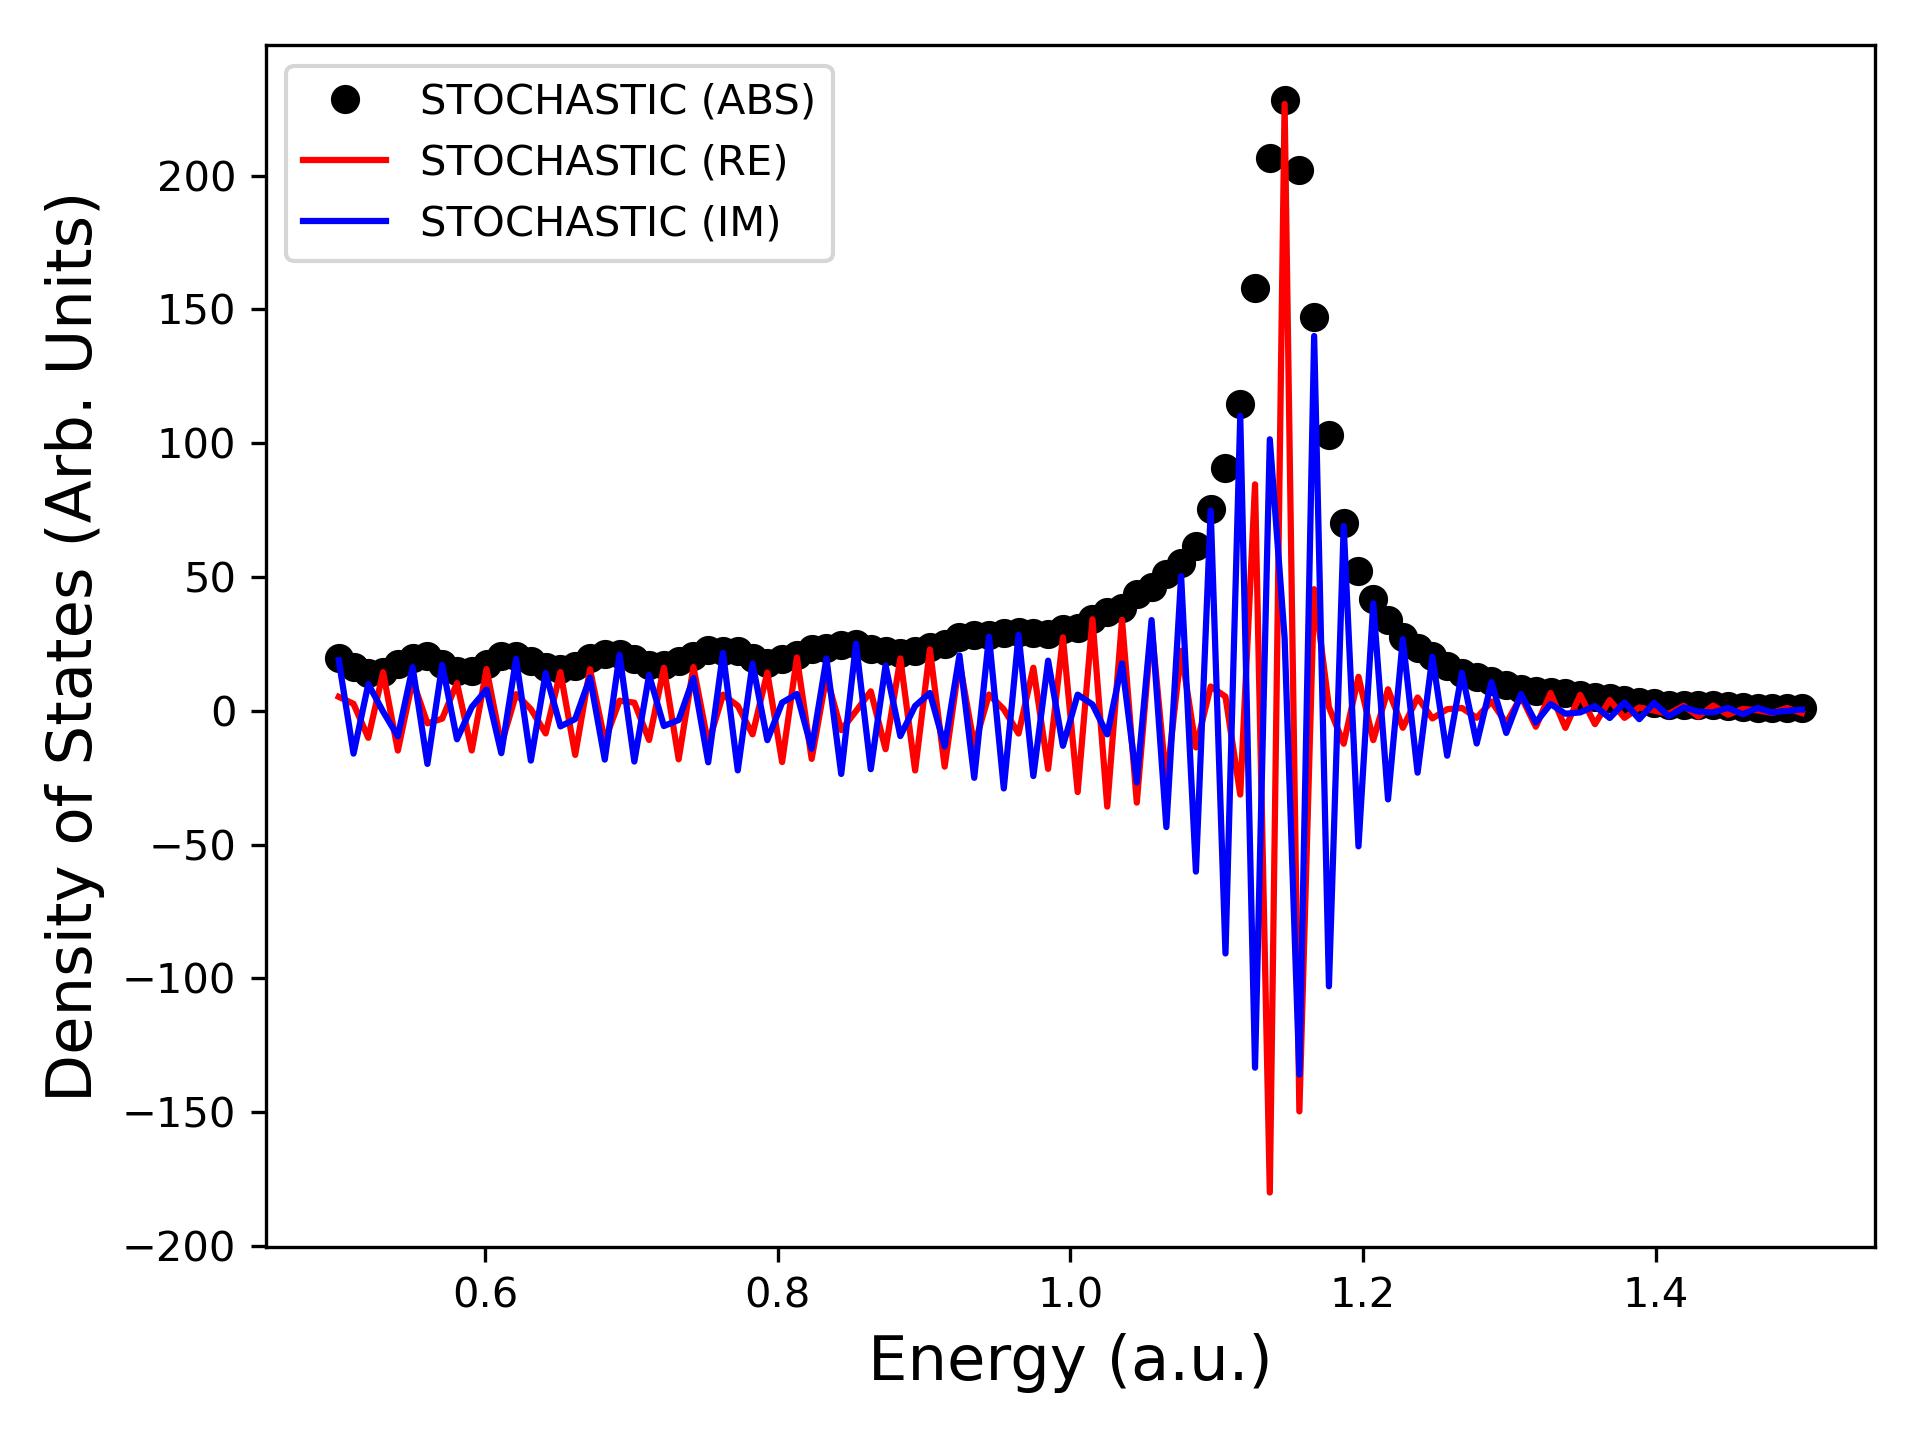 STOCHASTIC (ABS)
STOCHASTIC (RE)
STOCHASTIC (IM)
Density of States (Arb. Units)
200
150
100
50
0
−50
−100
−150
−200
0.6 0.8 1.0 1.2 1.4
Energy (a.u.)